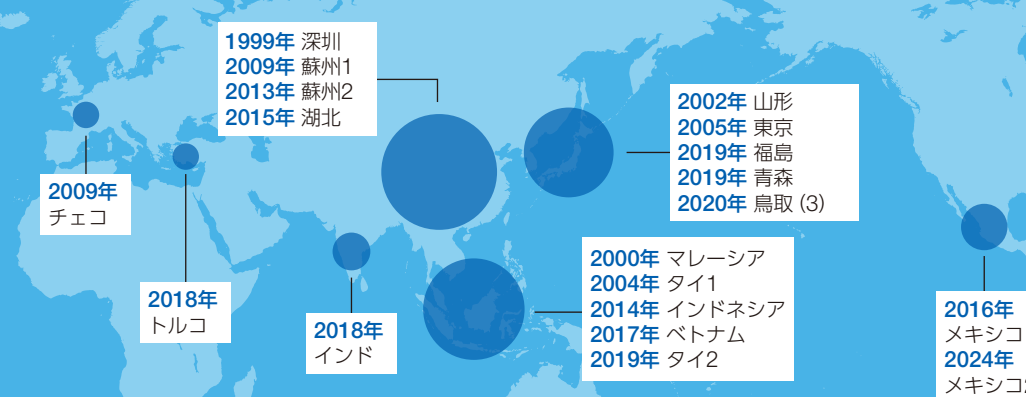 1999年 深圳
2009年 蘇州1
2013年 蘇州2
2015年 湖北
2002年 山形
2005年 東京
2019年 福島
2019年 青森
2020年 鳥取 (3)
2009年
チェコ
2018年
トルコ
2018年
インド
2000年 マレーシア
2004年 タイ1
2014年 インドネシア
2017年 ベトナム
2019年 タイ2
2016年
メキシコ
2024年
メキシコ2